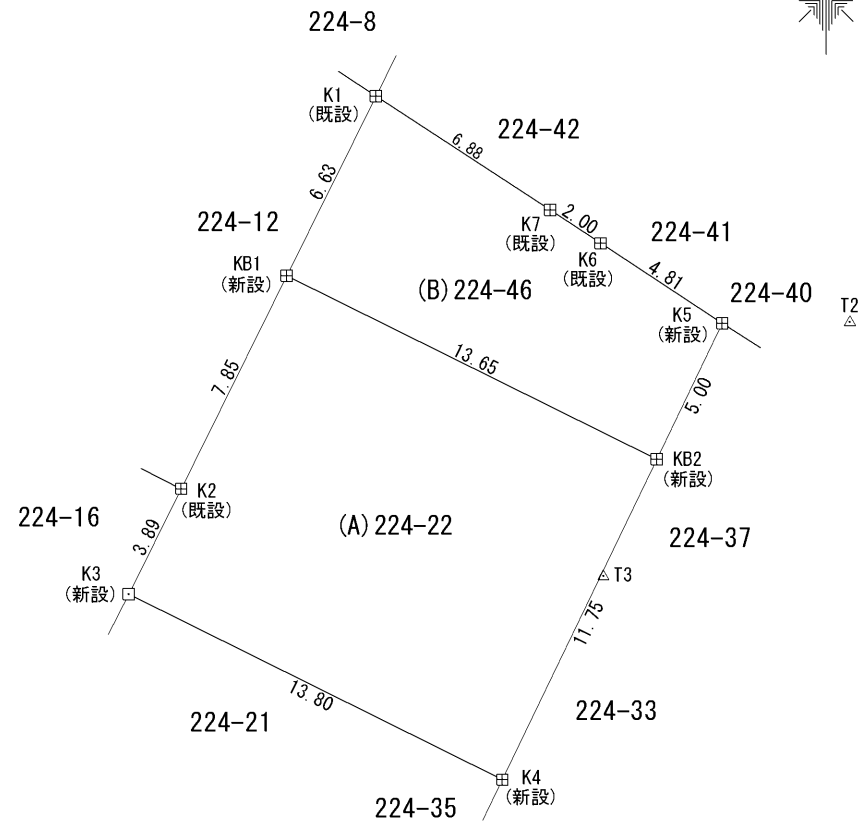 224-8
K1
(既設)
6.88
224-42
6.63
224-12
K7
(既設)
2.00
K6
(既設)
224-41
4.81
KB1
(新設)
(B)224-46
224-40
T2
K5
(新設)
13.65
7.85
5.00
KB2
(新設)
K2
(既設)
224-16
(A)224-22
224-37
3.89
K3
(新設)
T3
11.75
13.80
224-21
224-33
K4
(新設)
224-35